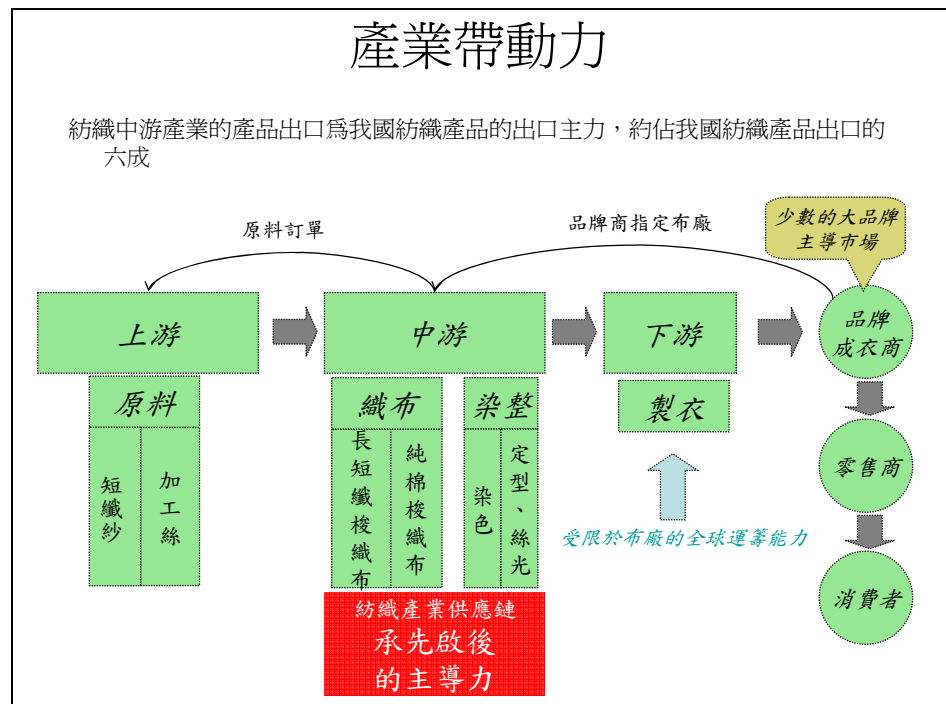 產業帶動力
紡織中游產業的產品出口為我國紡織產品的出口主力，約佔我國紡織產品出口的
六成
原料訂單
品牌商指定布廠
少數的大品牌
主導市場
上游
中游
下游
品牌
成衣商
原料
織布
染整
製衣
短纖紗
加工絲
長短纖梭織布
純棉梭織布
染色
定型、絲光
零售商
受限於布廠的全球運籌能力
消費者
紡織產業供應鏈
承先啟後
的主導力